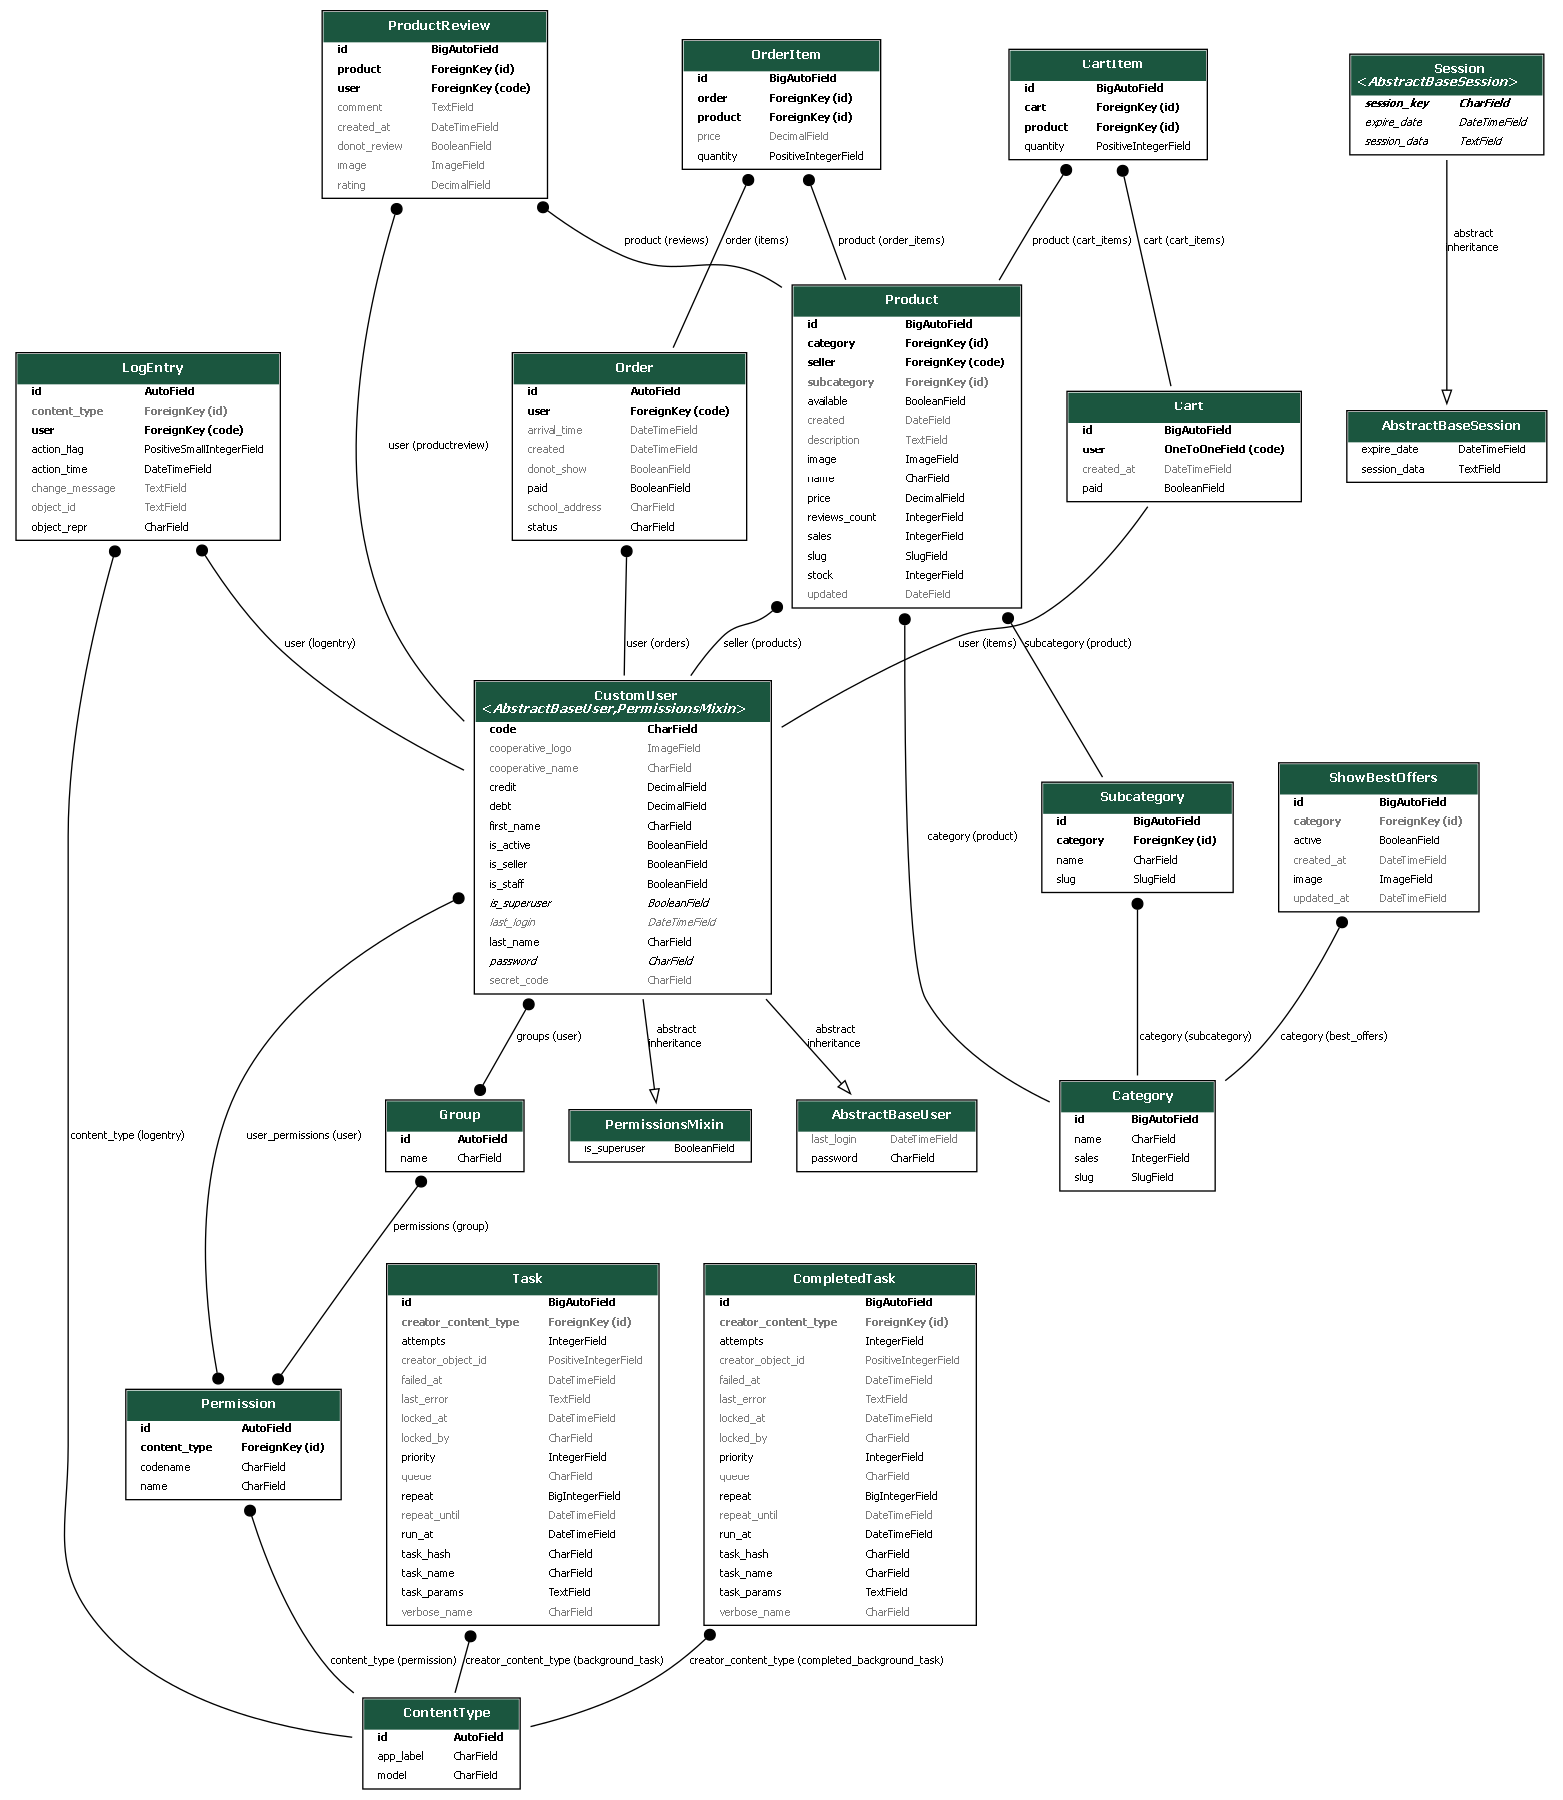 ProductReview
id BigAutoField
product ForeignKey (id)
user ForeignKey (code)
comment TextField
created_at DateTimeField
donot_review BooleanField
image ImageField
rating DecimalField
OrderItem
id BigAutoField
order ForeignKey (id)
product ForeignKey (id)
price DecimalField
quantity PositiveIntegerField
CartItem
id BigAutoField
cart ForeignKey (id)
product ForeignKey (id)
quantity PositiveIntegerField
Session
<AbstractBaseSession>
session_key CharField
expire_date DateTimeField
session_data TextField
product (reviews)
order (items)
product (order_items)
product (cart_items)
cart (cart_items)
abstract
inheritance
LogEntry
id AutoField
content_type ForeignKey (id)
user ForeignKey (code)
action_flag PositiveSmallIntegerField
action_time DateTimeField
change_message TextField
object_id TextField
object_repr CharField
user (productreview)
Order
id AutoField
user ForeignKey (code)
arrival_time DateTimeField
created DateTimeField
donot_show BooleanField
paid BooleanField
school_address CharField
status CharField
Product
id BigAutoField
category ForeignKey (id)
seller ForeignKey (code)
subcategory ForeignKey (id)
available BooleanField
created DateField
description TextField
image ImageField
name CharField
price DecimalField
reviews_count IntegerField
sales IntegerField
slug SlugField
stock IntegerField
updated DateField
Cart
id BigAutoField
user OneToOneField (code)
created_at DateTimeField
paid BooleanField
AbstractBaseSession
expire_date DateTimeField
session_data TextField
user (logentry)
user (orders)
seller (products)
user (items)
subcategory (product)
CustomUser
<AbstractBaseUser,PermissionsMixin>
code CharField
cooperative_logo ImageField
cooperative_name CharField
credit DecimalField
debt DecimalField
first_name CharField
is_active BooleanField
is_seller BooleanField
is_staff BooleanField
is_superuser BooleanField
last_login DateTimeField
last_name CharField
password CharField
secret_code CharField
category (product)
Subcategory
id BigAutoField
category ForeignKey (id)
name CharField
slug SlugField
ShowBestOffers
id BigAutoField
category ForeignKey (id)
active BooleanField
created_at DateTimeField
image ImageField
updated_at DateTimeField
groups (user)
abstract
inheritance
abstract
inheritance
category (subcategory)
category (best_offers)
content_type (logentry)
user_permissions (user)
Group
id AutoField
name CharField
PermissionsMixin
is_superuser BooleanField
AbstractBaseUser
last_login DateTimeField
password CharField
Category
id BigAutoField
name CharField
sales IntegerField
slug SlugField
permissions (group)
Permission
id AutoField
content_type ForeignKey (id)
codename CharField
name CharField
Task
id BigAutoField
creator_content_type ForeignKey (id)
attempts IntegerField
creator_object_id PositiveIntegerField
failed_at DateTimeField
last_error TextField
locked_at DateTimeField
locked_by CharField
priority IntegerField
queue CharField
repeat BigIntegerField
repeat_until DateTimeField
run_at DateTimeField
task_hash CharField
task_name CharField
task_params TextField
verbose_name CharField
CompletedTask
id BigAutoField
creator_content_type ForeignKey (id)
attempts IntegerField
creator_object_id PositiveIntegerField
failed_at DateTimeField
last_error TextField
locked_at DateTimeField
locked_by CharField
priority IntegerField
queue CharField
repeat BigIntegerField
repeat_until DateTimeField
run_at DateTimeField
task_hash CharField
task_name CharField
task_params TextField
verbose_name CharField
content_type (permission)
creator_content_type (background_task)
creator_content_type (completed_background_task)
ContentType
id AutoField
app_label CharField
model CharField